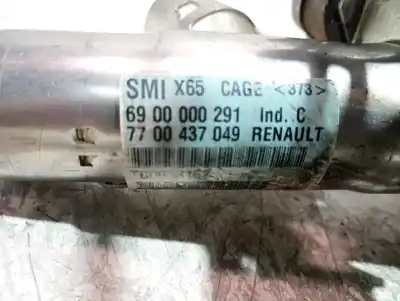 SMI X65 CAGE <373>
69 00 000 291 Ind. C
77 00 437 049 RENAULT